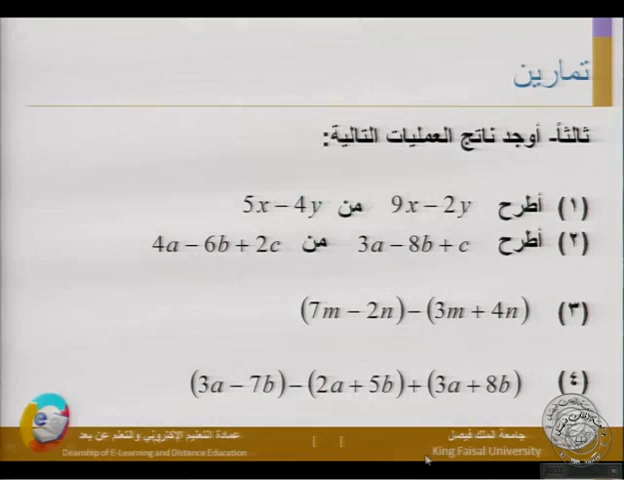 تمارين
ثالثاً- أوجد ناتج العمليات التالية:
(١) أطرح 9x − 2y من 5x − 4y
(٢) أطرح 3a − 8b + c من 4a − 6b + 2c
(٣) (7m − 2n) − (3m + 4n)
(٤) (3a − 7b) − (2a + 5b) + (3a + 8b)
جامعة الملك فيصل
King Faisal University
[ ]
عمادة التعليم الإلكتروني والتعلم عن بعد
Deanship of E-Learning and Distance Education